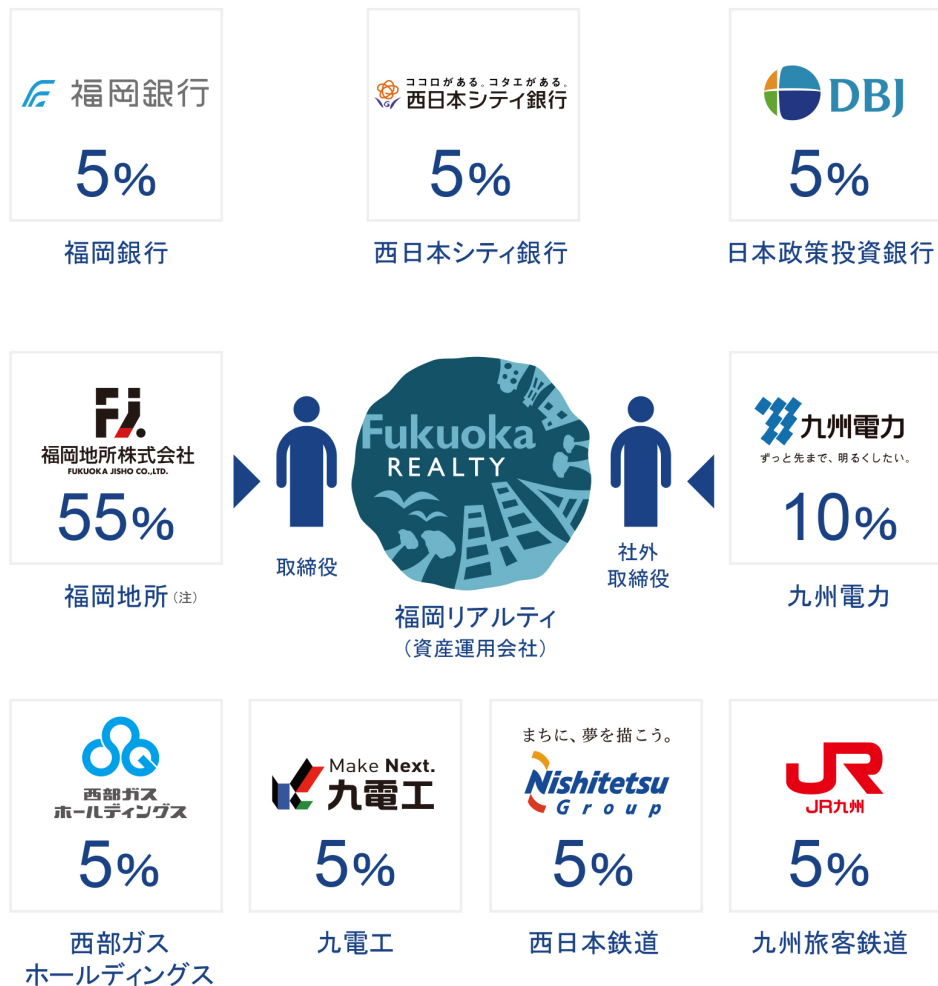 福岡銀行
5%
福岡銀行
ココロがある。コタエがある。
西日本シティ銀行
5%
西日本シティ銀行
DBJ
5%
日本政策投資銀行
FJ.
福岡地所株式会社
FUKUOKA JISHO CO.,LTD.
55%
福岡地所(注)
取締役
Fukuoka
REALTY
福岡リアルティ
(資産運用会社)
社外
取締役
九州電力
ずっと先まで、明るくしたい。
10%
九州電力
西部ガス
ホールディングス
5%
西部ガス
ホールディングス
Make Next.
九電工
5%
九電工
まちに、夢を描こう。
Nishitetsu
Group
5%
西日本鉄道
JR
JR九州
5%
九州旅客鉄道